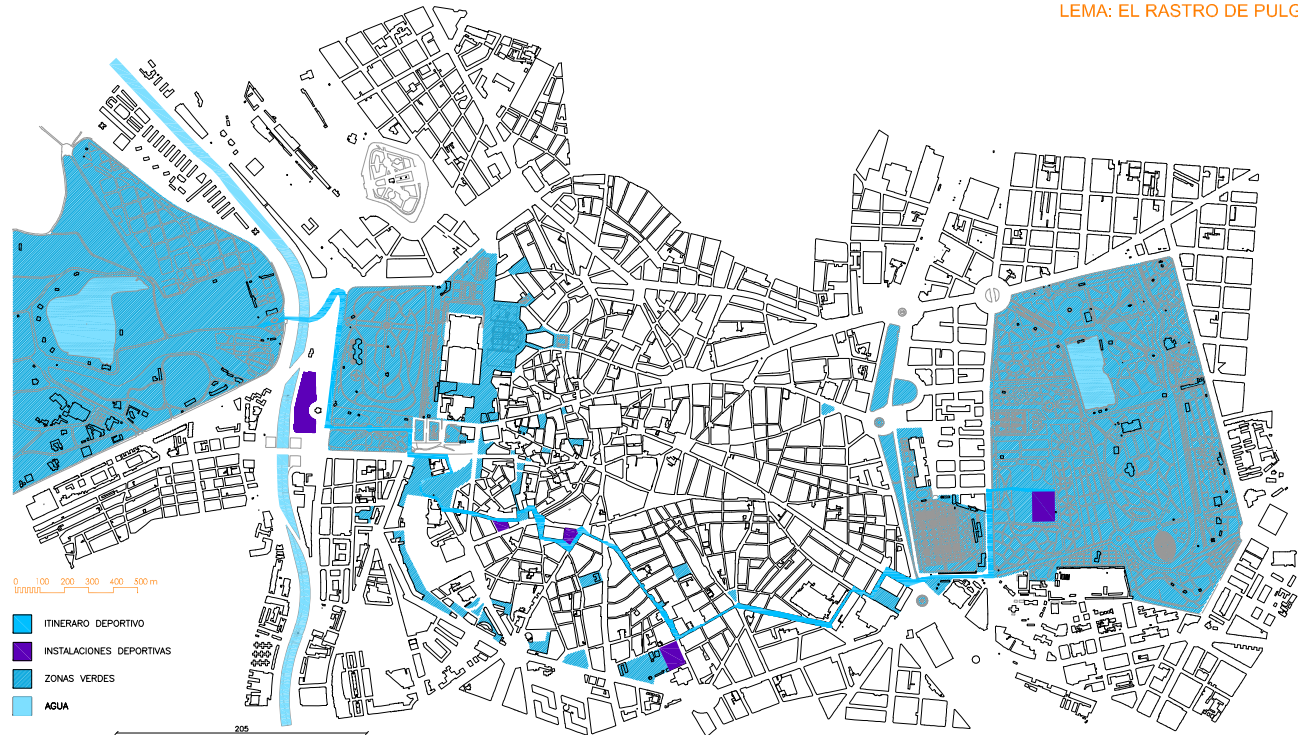 LEMA: EL RASTRO DE PULG
0 100 200 300 400 500 m
ITINERARO DEPORTIVO
INSTALACIONES DEPORTIVAS
ZONAS VERDES
AGUA
205